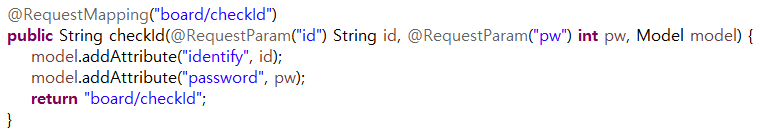 @RequestMapping("board/checkId")
public String checkId(@RequestParam("id") String id, @RequestParam("pw") int pw, Model model) {
model.addAttribute("identify", id);
model.addAttribute("password", pw);
return "board/checkId";
}